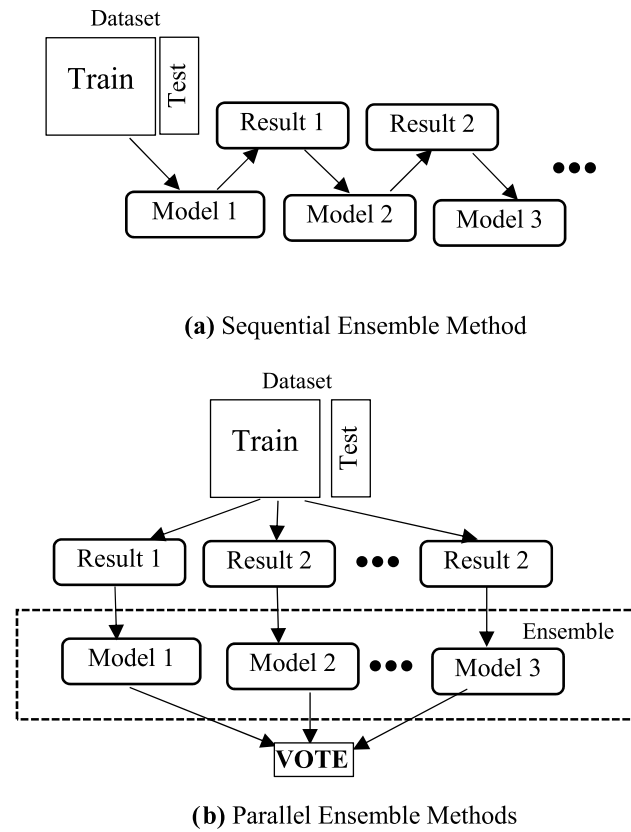 Dataset
Train
Test
Result 1
Result 2
Model 1
Model 2
Model 3
(a) Sequential Ensemble Method
Dataset
Train
Test
Result 1
Result 2
Result 2
Ensemble
Model 1
Model 2
Model 3
VOTE
(b) Parallel Ensemble Methods